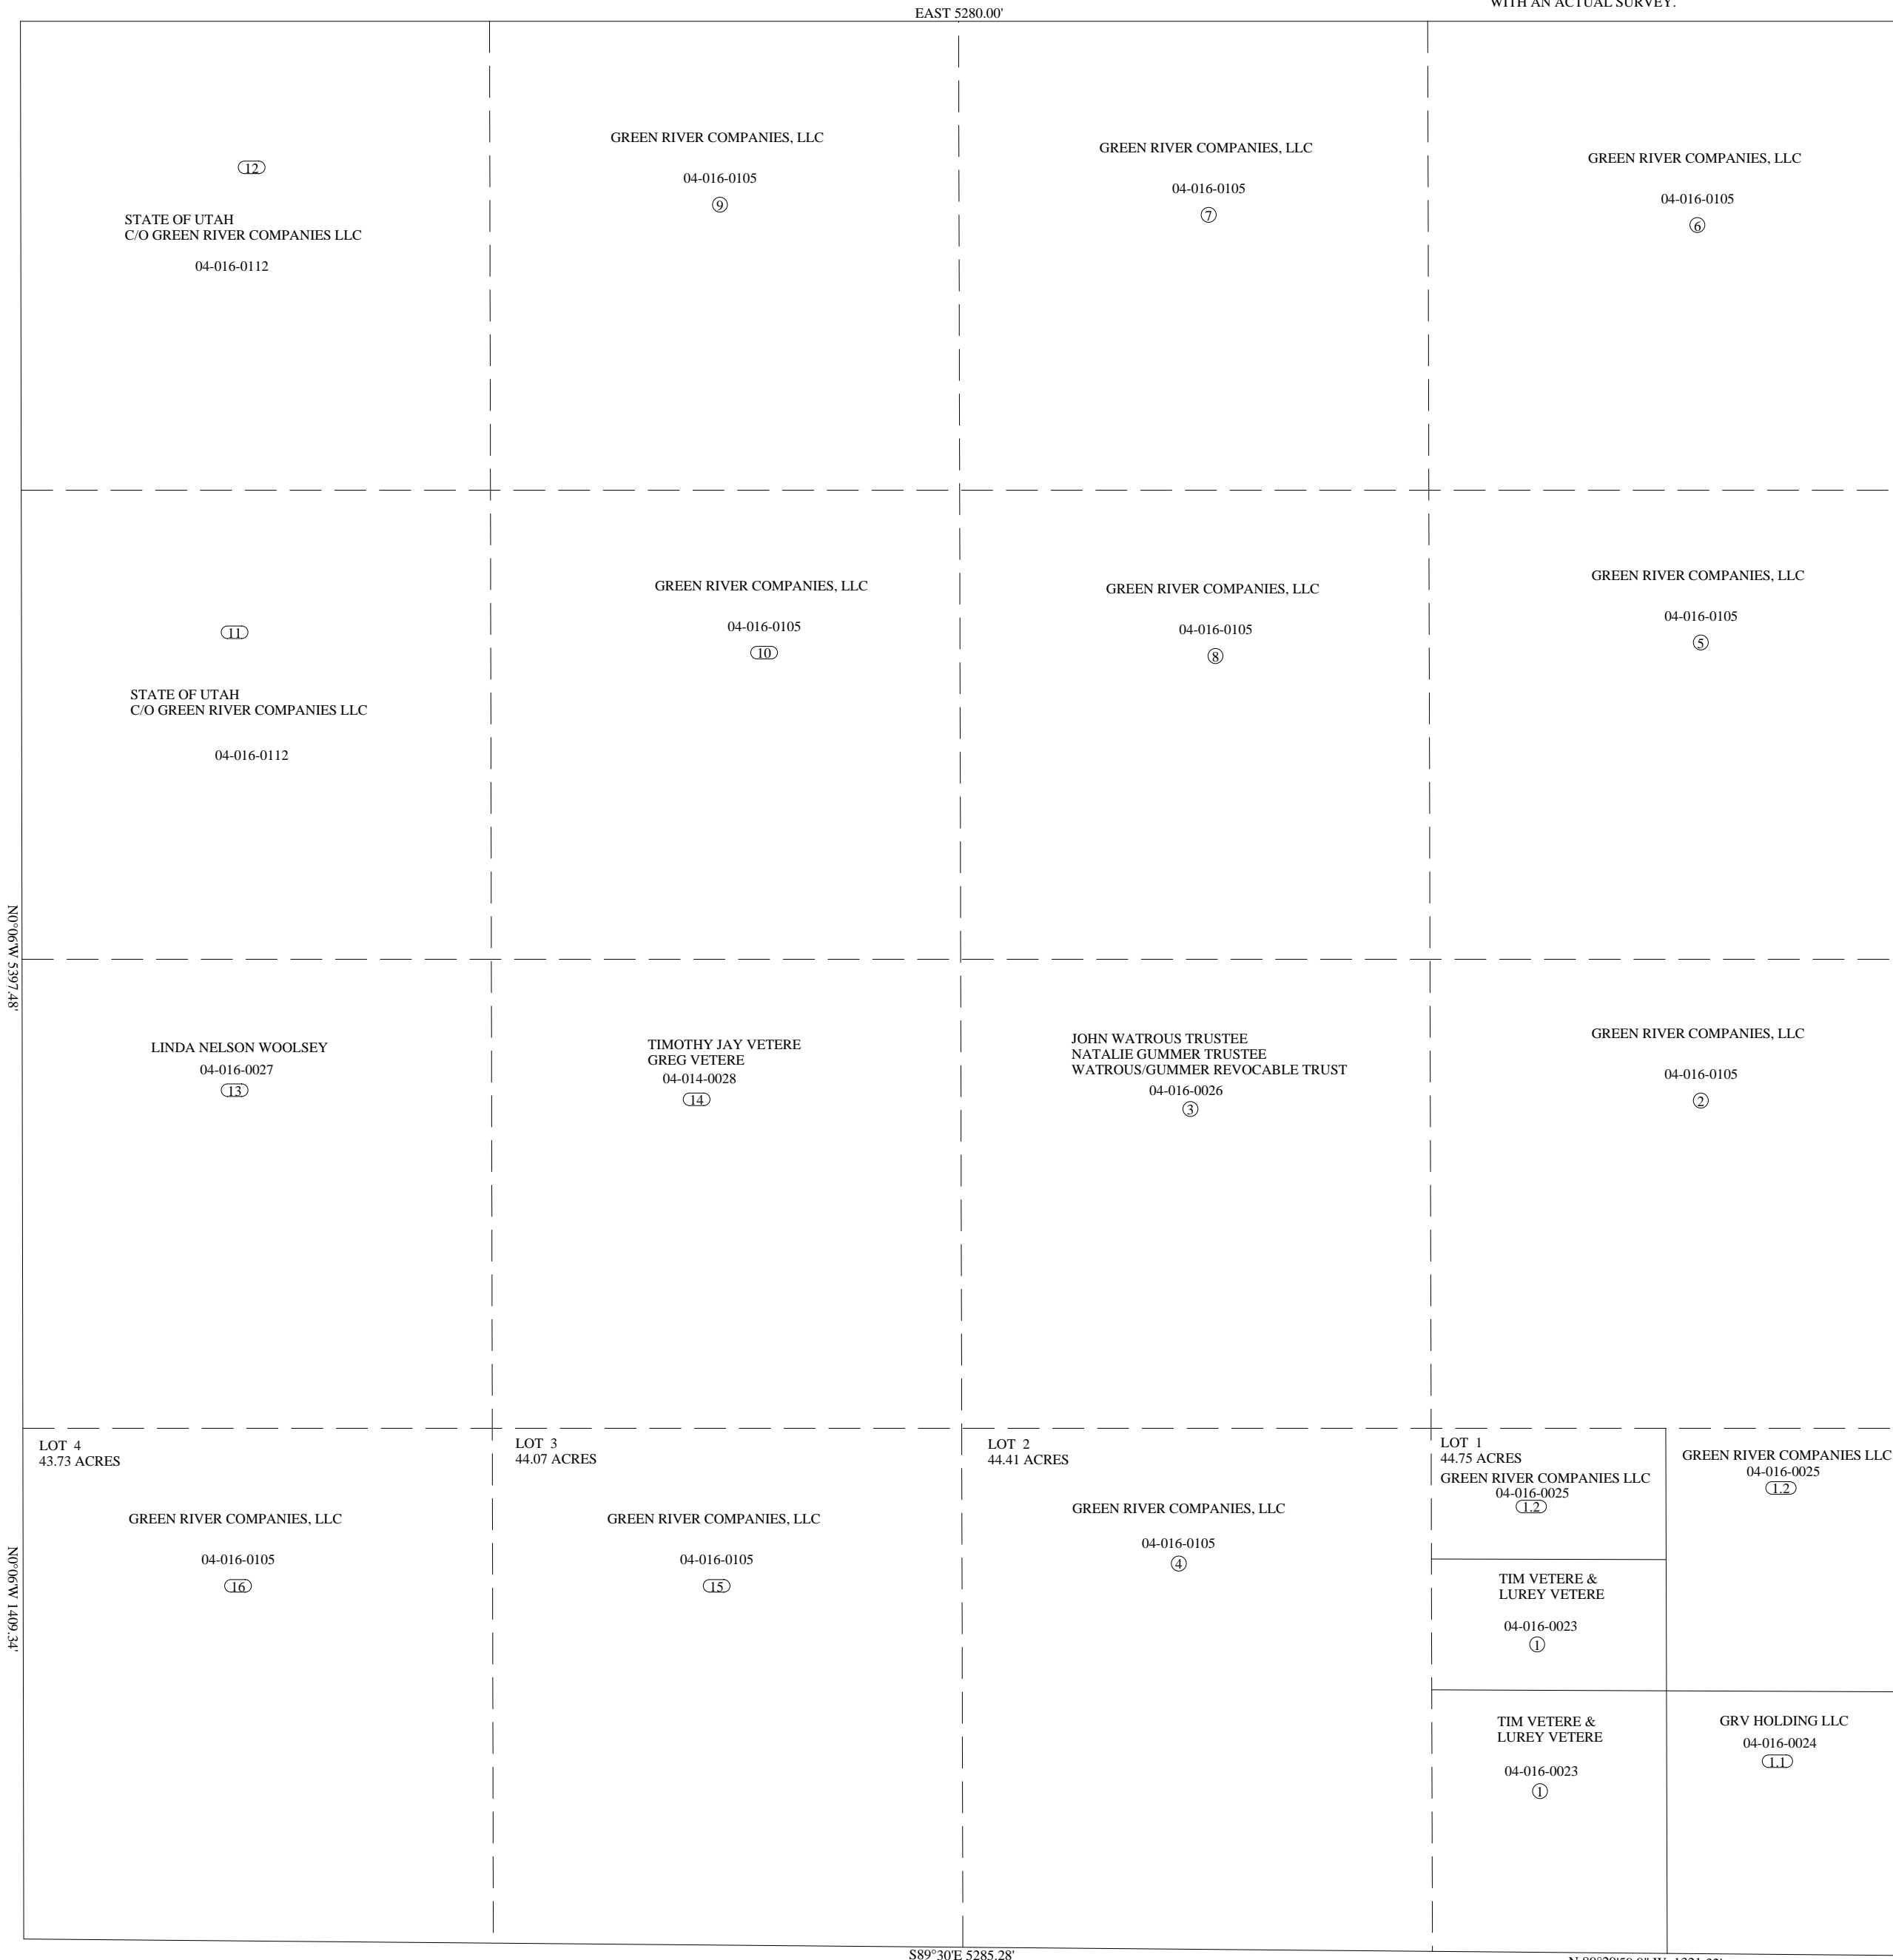 WITH AN ACTUAL SURVEY.
EAST 5280.00'
12
STATE OF UTAH
C/O GREEN RIVER COMPANIES LLC
04-016-0112
GREEN RIVER COMPANIES, LLC
04-016-0105
9
GREEN RIVER COMPANIES, LLC
04-016-0105
7
GREEN RIVER COMPANIES, LLC
04-016-0105
6
11
STATE OF UTAH
C/O GREEN RIVER COMPANIES LLC
04-016-0112
GREEN RIVER COMPANIES, LLC
04-016-0105
10
GREEN RIVER COMPANIES, LLC
04-016-0105
8
GREEN RIVER COMPANIES, LLC
04-016-0105
5
N0°06'W 5397.48'
LINDA NELSON WOOLSEY
04-016-0027
13
TIMOTHY JAY VETERE
GREG VETERE
04-014-0028
14
JOHN WATROUS TRUSTEE
NATALIE GUMMER TRUSTEE
WATROUS/GUMMER REVOCABLE TRUST
04-016-0026
3
GREEN RIVER COMPANIES, LLC
04-016-0105
2
LOT 4
43.73 ACRES
GREEN RIVER COMPANIES, LLC
04-016-0105
16
N0°06'W 1409.34'
LOT 3
44.07 ACRES
GREEN RIVER COMPANIES, LLC
04-016-0105
15
LOT 2
44.41 ACRES
GREEN RIVER COMPANIES, LLC
04-016-0105
4
LOT 1
44.75 ACRES
GREEN RIVER COMPANIES LLC
04-016-0025
1.2
GREEN RIVER COMPANIES LLC
04-016-0025
1.2
TIM VETERE &
LUREY VETERE
04-016-0023
1
TIM VETERE &
LUREY VETERE
04-016-0023
1
GRV HOLDING LLC
04-016-0024
1.1
S89°30'E 5285.28'